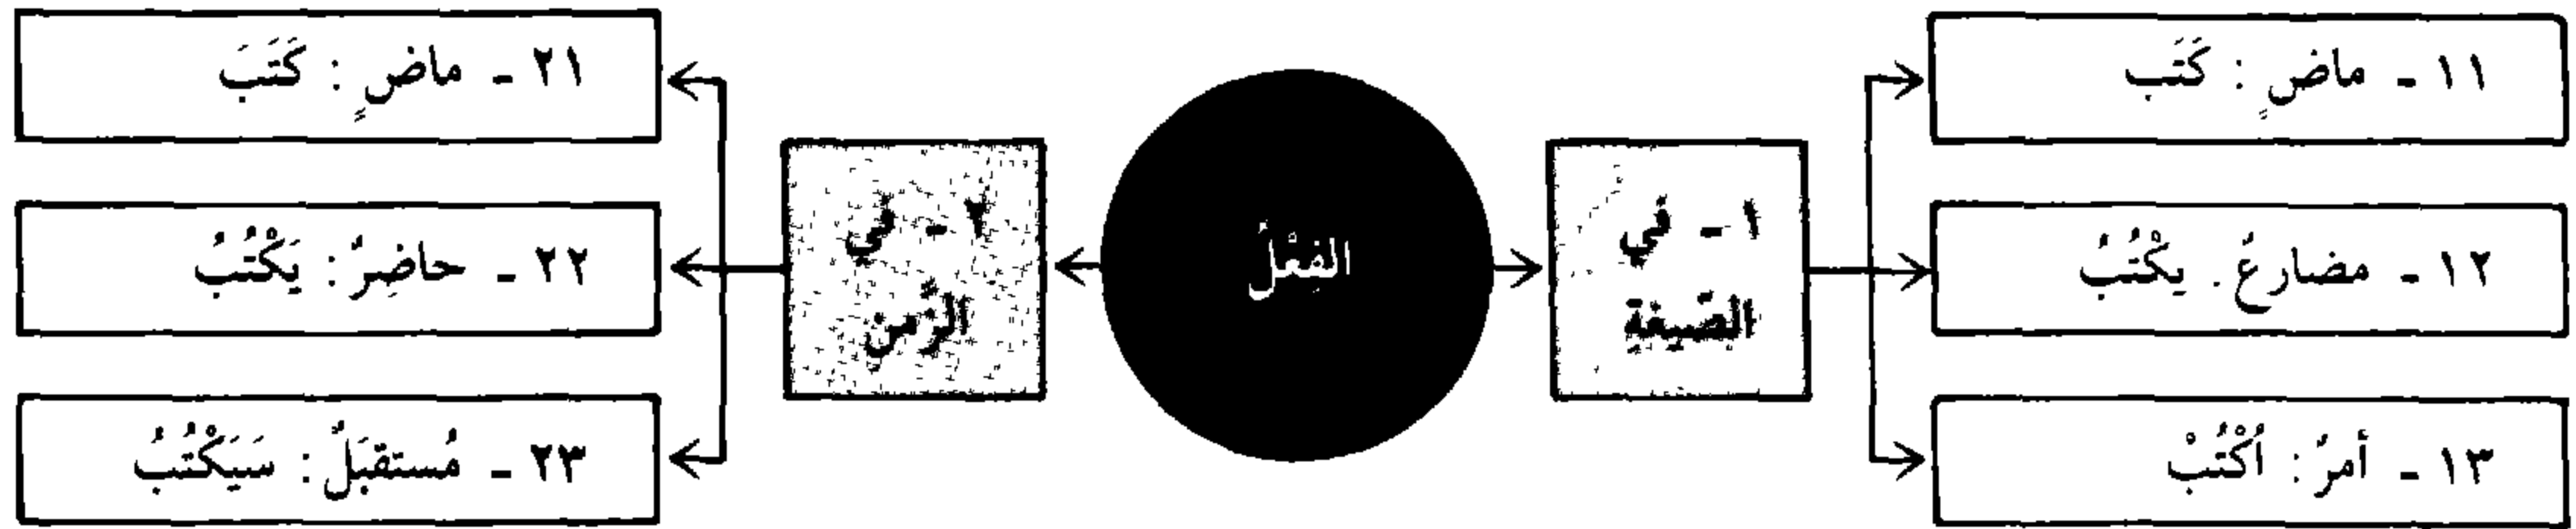 الفِعْلُ
١ - في
الصِّيغةِ
١١ - ماضٍ : كَتَبَ
١٢ - مضارعٌ . يكْتُبُ
١٣ - أمرٌ : اُكْتُبْ
٢ - في
الزَّمن
٢١ - ماضٍ : كَتَبَ
٢٢ - حاضِرٌ : يَكْتُبُ
٢٣ - مُستقبَلٌ : سَيَكْتُبُ